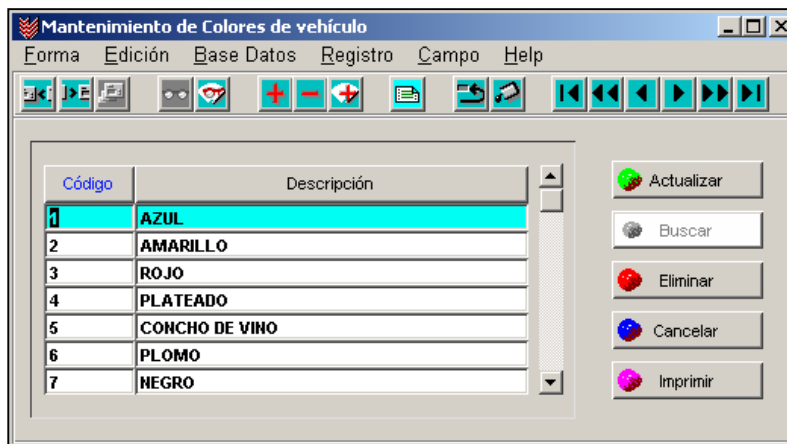 Mantenimiento de Colores de vehículo
Forma Edición Base Datos Registro Campo Help
Código Descripción
1 AZUL
2 AMARILLO
3 ROJO
4 PLATEADO
5 CONCHO DE VINO
6 PLOMO
7 NEGRO
Actualizar
Buscar
Eliminar
Cancelar
Imprimir